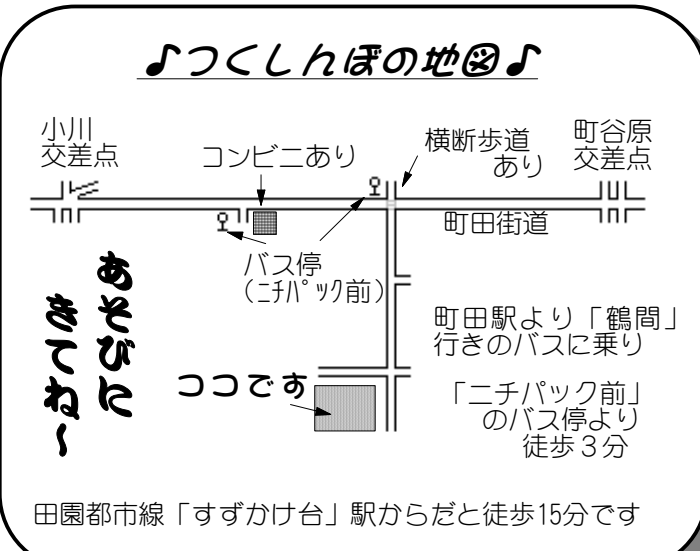 ♪つくしんぼの地図♪
小川
交差点
コンビニあり
横断歩道
あり
町谷原
交差点
町田街道
バス停
(ﾆﾁﾊﾟｯｸ前)
あそびに
きてね～
町田駅より「鶴間」
行きのバスに乗り
ココです
「ニチパック前」
のバス停より
徒歩３分
田園都市線「すずかけ台」駅からだと徒歩15分です